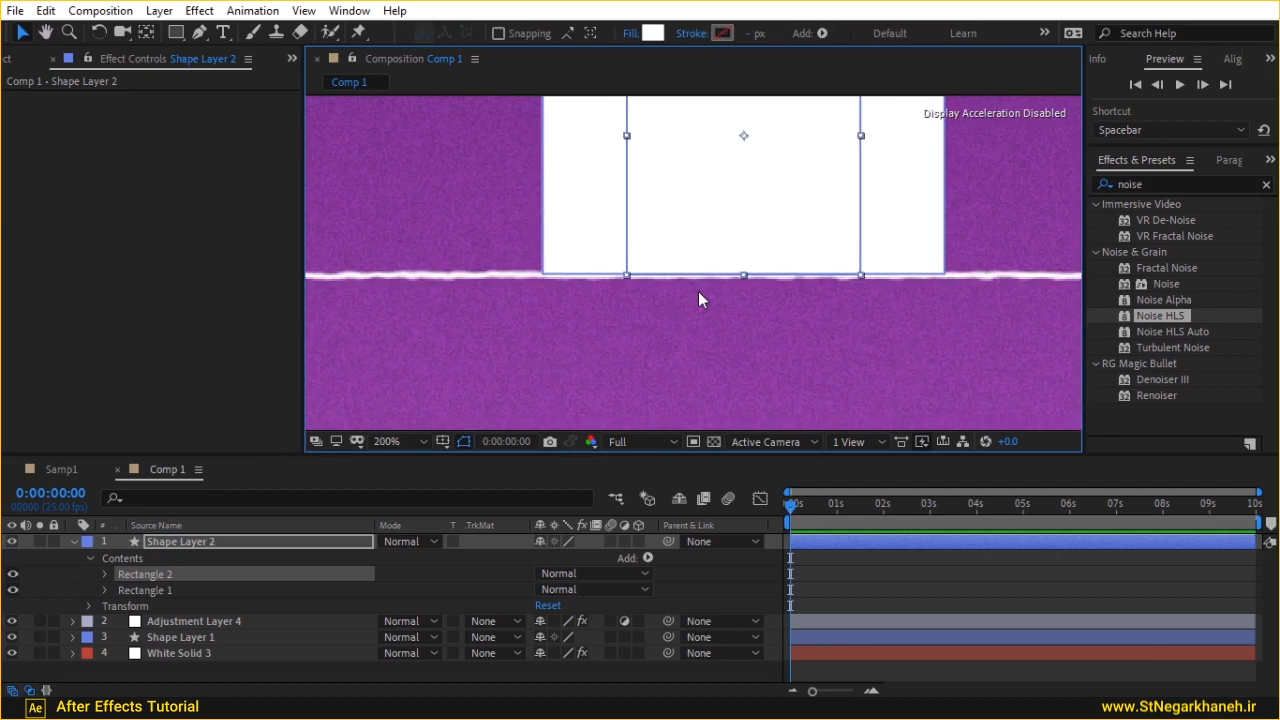 File Edit Composition Layer Effect Animation View Window Help
Snapping Fill: Stroke: - px Add: Default Learn Search Help
ct Effect Controls Shape Layer 2
Composition Comp 1
Info Preview Alig
Comp 1 • Shape Layer 2
Comp 1
Display Acceleration Disabled
Shortcut
Spacebar
Effects & Presets Parag
noise
Immersive Video
VR De-Noise
VR Fractal Noise
Noise & Grain
Fractal Noise
Noise
Noise Alpha
Noise HLS
Noise HLS Auto
Turbulent Noise
RG Magic Bullet
Denoiser III
Renoiser
200% 0:00:00:00 Full Active Camera 1 View +0.0
Samp1 Comp 1
0:00:00:00
00000 (25.00 fps)
00s 01s 02s 03s 04s 05s 06s 07s 08s 09s 10s
# Source Name Mode T .TrkMat fx Parent & Link
1 Shape Layer 2 Normal None
Contents Add:
Rectangle 2 Normal
Rectangle 1 Normal
Transform Reset
2 Adjustment Layer 4 Normal None fx None
3 Shape Layer 1 Normal None None
4 White Solid 3 Normal None fx None
Ae After Effects Tutorial www.StNegarkhaneh.ir